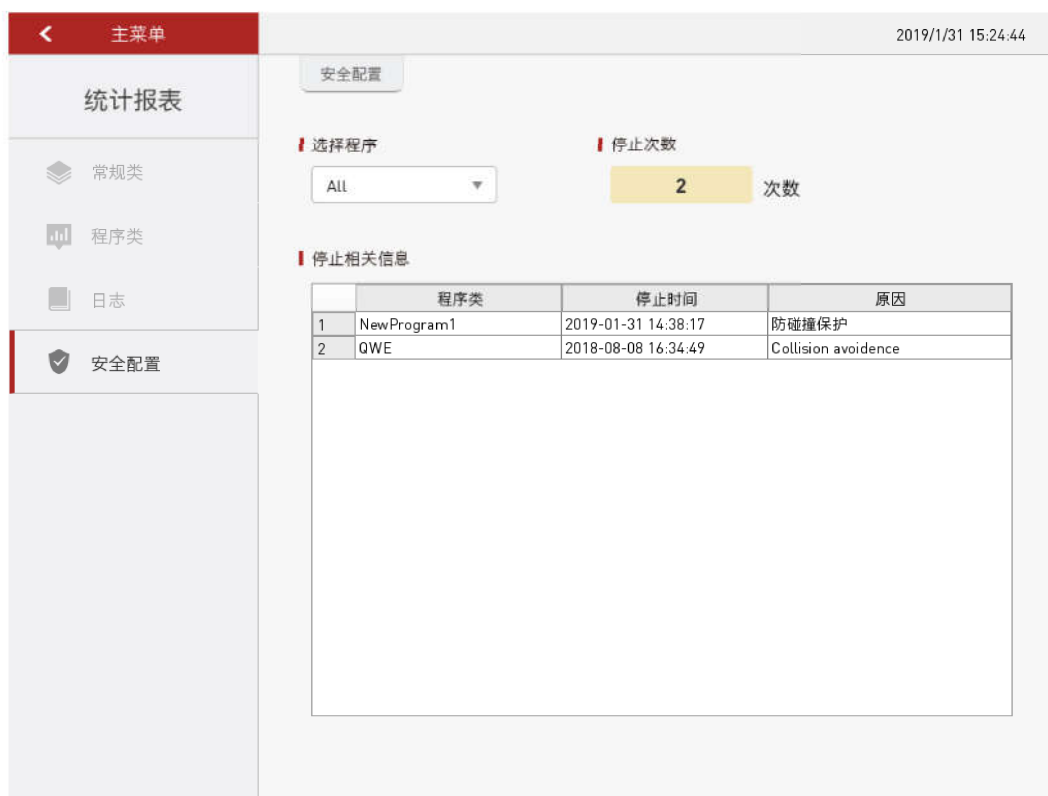 主菜单
2019/1/31 15:24:44
统计报表
常规类
程序类
日志
安全配置
安全配置
选择程序
停止次数
All
2 次数
停止相关信息
程序类 停止时间 原因
1 NewProgram1 2019-01-31 14:38:17 防碰撞保护
2 QWE 2018-08-08 16:34:49 Collision avoidence